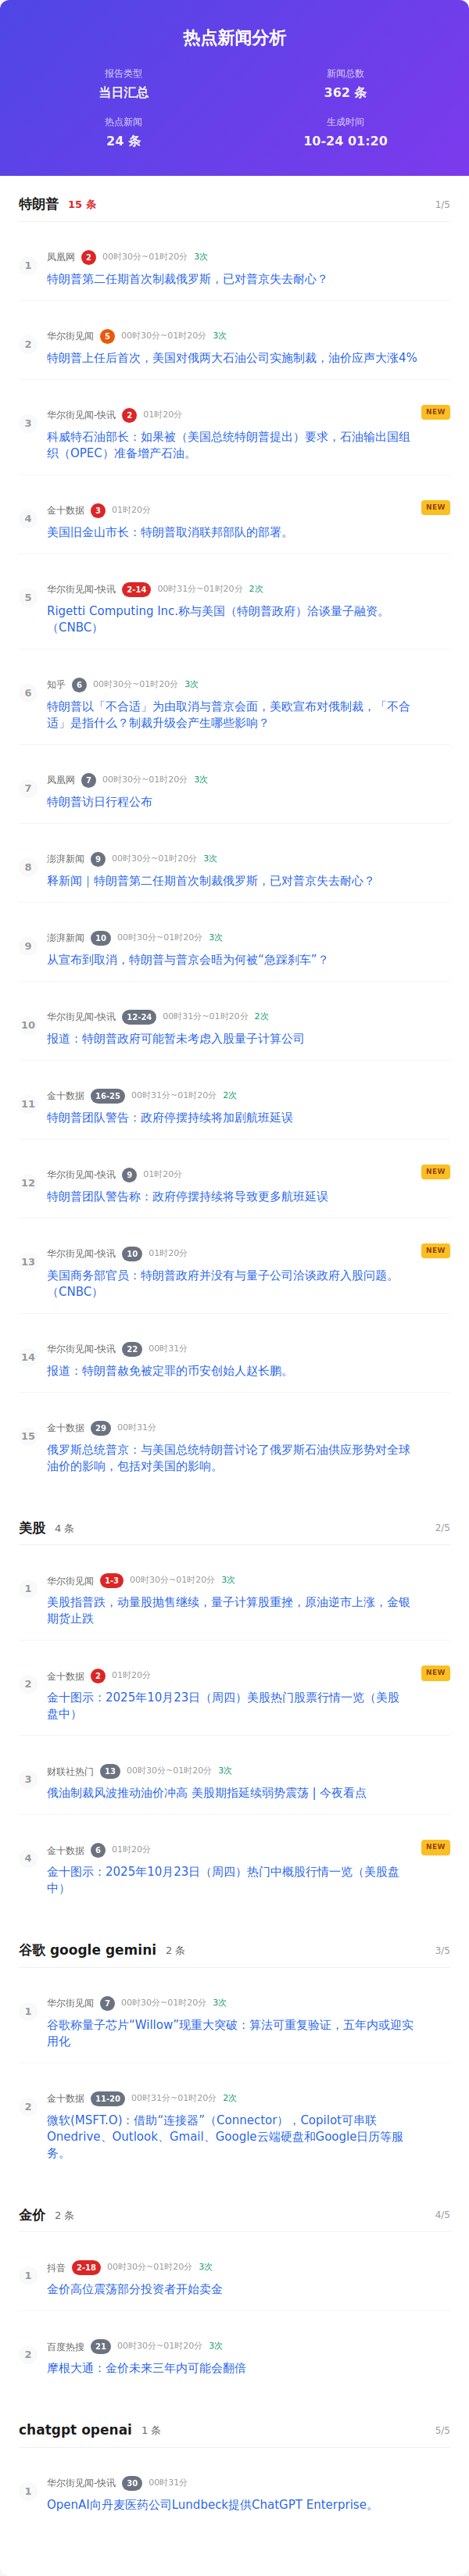 热点新闻分析
报告类型
新闻总数
当日汇总
362 条
热点新闻
生成时间
24 条
10-24 01:20
特朗普 15 条 1/5
1
凤凰网 2 00时30分~01时20分 3次
特朗普第二任期首次制裁俄罗斯，已对普京失去耐心？
2
华尔街见闻 5 00时30分~01时20分 3次
特朗普上任后首次，美国对俄两大石油公司实施制裁，油价应声大涨4%
3
华尔街见闻-快讯 2 01时20分 NEW
科威特石油部长：如果被（美国总统特朗普提出）要求，石油输出国组
织（OPEC）准备增产石油。
4
金十数据 3 01时20分 NEW
美国旧金山市长：特朗普取消联邦部队的部署。
5
华尔街见闻-快讯 2-14 00时31分~01时20分 2次
Rigetti Computing Inc.称与美国（特朗普政府）洽谈量子融资。
（CNBC）
6
知乎 6 00时30分~01时20分 3次
特朗普以「不合适」为由取消与普京会面，美欧宣布对俄制裁，「不合
适」是指什么？制裁升级会产生哪些影响？
7
凤凰网 7 00时30分~01时20分 3次
特朗普访日行程公布
8
澎湃新闻 9 00时30分~01时20分 3次
释新闻｜特朗普第二任期首次制裁俄罗斯，已对普京失去耐心？
9
澎湃新闻 10 00时30分~01时20分 3次
从宣布到取消，特朗普与普京会晤为何被“急踩刹车”？
10
华尔街见闻-快讯 12-24 00时31分~01时20分 2次
报道：特朗普政府可能暂未考虑入股量子计算公司
11
金十数据 16-25 00时31分~01时20分 2次
特朗普团队警告：政府停摆持续将加剧航班延误
12
华尔街见闻-快讯 9 01时20分 NEW
特朗普团队警告称：政府停摆持续将导致更多航班延误
13
华尔街见闻-快讯 10 01时20分 NEW
美国商务部官员：特朗普政府并没有与量子公司洽谈政府入股问题。
（CNBC）
14
华尔街见闻-快讯 22 00时31分
报道：特朗普赦免被定罪的币安创始人赵长鹏。
15
金十数据 29 00时31分
俄罗斯总统普京：与美国总统特朗普讨论了俄罗斯石油供应形势对全球
油价的影响，包括对美国的影响。
美股 4 条 2/5
1
华尔街见闻 1-3 00时30分~01时20分 3次
美股指普跌，动量股抛售继续，量子计算股重挫，原油逆市上涨，金银
期货止跌
2
金十数据 2 01时20分 NEW
金十图示：2025年10月23日（周四）美股热门股票行情一览（美股
盘中）
3
财联社热门 13 00时30分~01时20分 3次
俄油制裁风波推动油价冲高 美股期指延续弱势震荡 | 今夜看点
4
金十数据 6 01时20分 NEW
金十图示：2025年10月23日（周四）热门中概股行情一览（美股盘
中）
谷歌 google gemini 2 条 3/5
1
华尔街见闻 7 00时30分~01时20分 3次
谷歌称量子芯片“Willow”现重大突破：算法可重复验证，五年内或迎实
用化
2
金十数据 11-20 00时31分~01时20分 2次
微软(MSFT.O)：借助“连接器”（Connector），Copilot可串联
Onedrive、Outlook、Gmail、Google云端硬盘和Google日历等服
务。
金价 2 条 4/5
1
抖音 2-18 00时30分~01时20分 3次
金价高位震荡部分投资者开始卖金
2
百度热搜 21 00时30分~01时20分 3次
摩根大通：金价未来三年内可能会翻倍
chatgpt openai 1 条 5/5
1
华尔街见闻-快讯 30 00时31分
OpenAI向丹麦医药公司Lundbeck提供ChatGPT Enterprise。